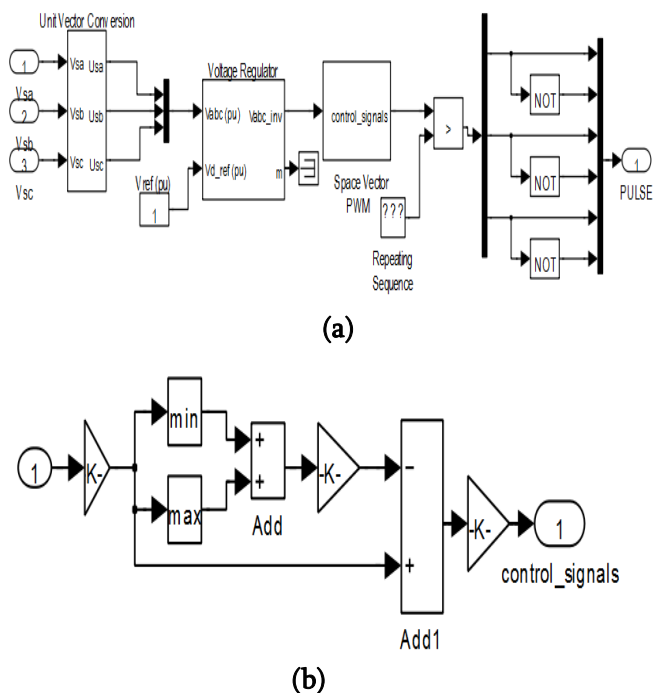 Unit Vector Conversion
1
Vsa
2
Vsb
3
Vsc
Vsa Usa
Vsb Usb
Vsc Usc
Voltage Regulator
Vabc (pu)
Vabc_inv
Vd_ref (pu)
m
Vref (pu)
1
control_signals
Space Vector
PWM
? ? ?
Repeating
Sequence
>
NOT
NOT
NOT
1
PULSE
(a)
1
K-
min
max
+
+
Add
-K-
−
+
Add1
-K-
1
control_signals
(b)